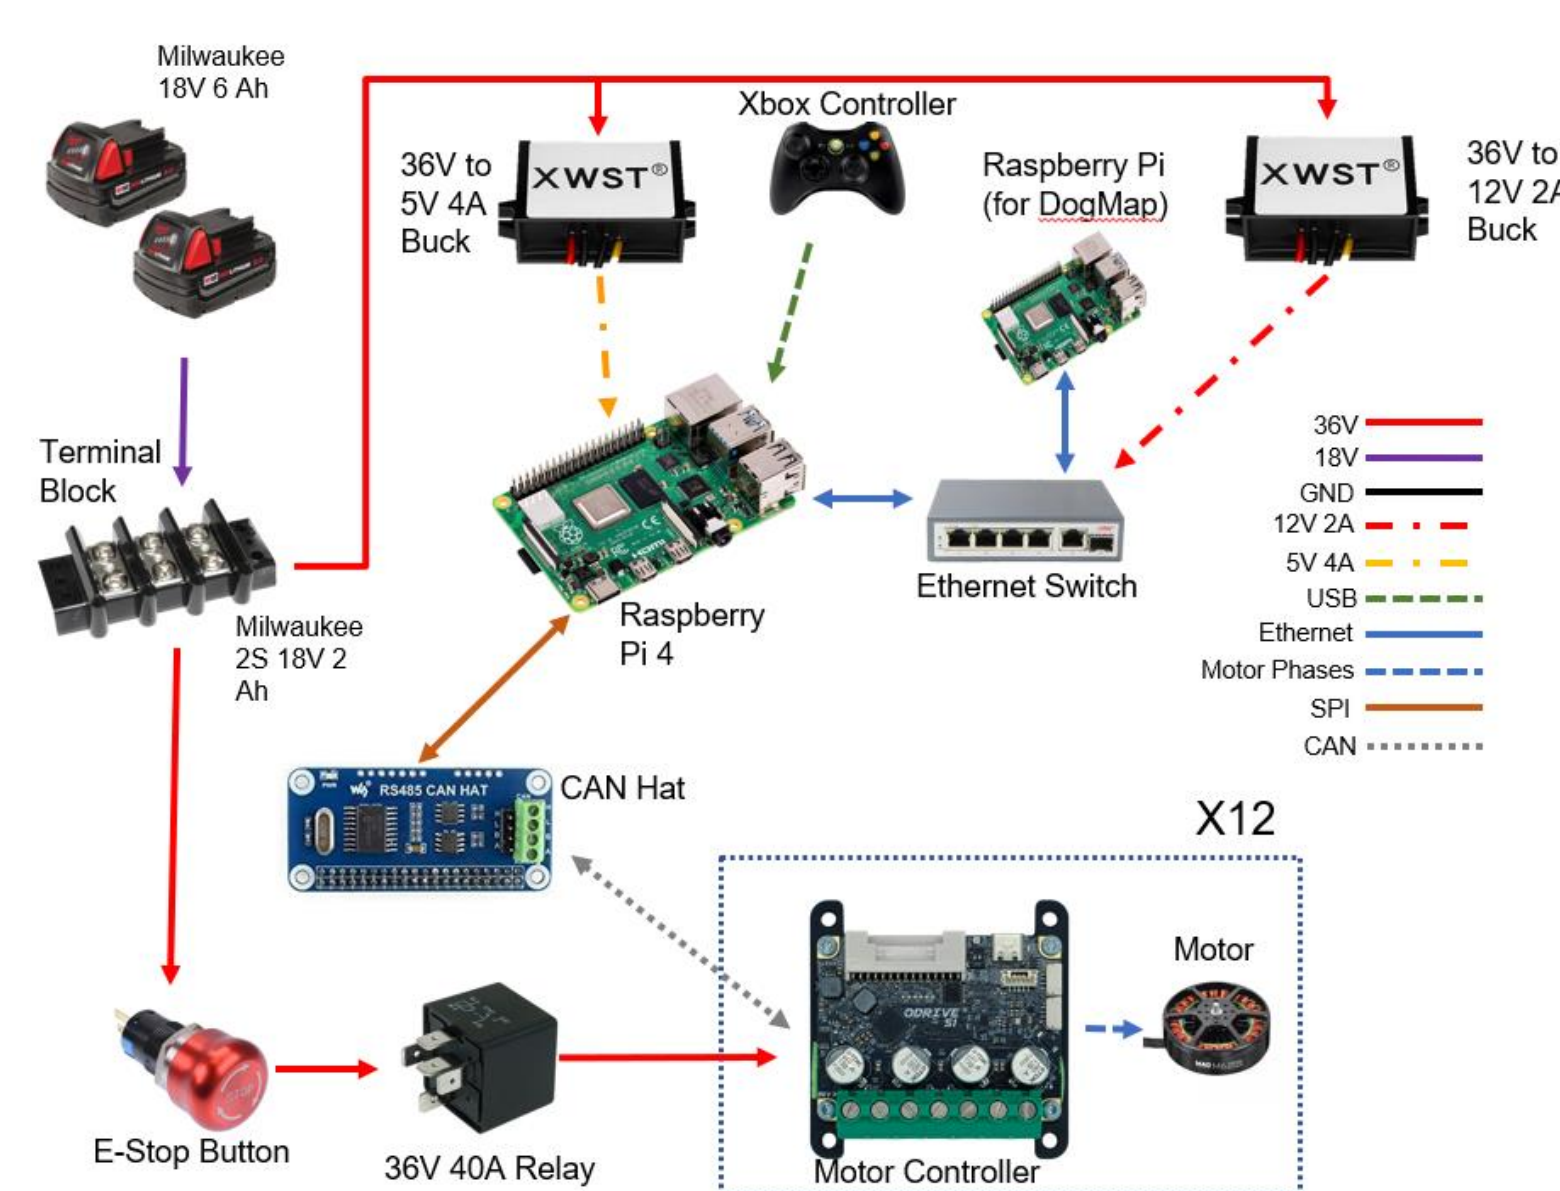 Milwaukee
18V 6 Ah
Xbox Controller
36V to
5V 4A
Buck
XWST®
Raspberry Pi
(for DogMap)
XWST®
36V to
12V 2A
Buck
Terminal
Block
36V
18V
GND
12V 2A
5V 4A
USB
Ethernet
Motor Phases
SPI
CAN
Ethernet Switch
Raspberry
Pi 4
Milwaukee
2S 18V 2
Ah
RS485 CAN HAT
CAN Hat
X12
Motor
ODRIVE
S1
STOP
E-Stop Button
36V 40A Relay
Motor Controller